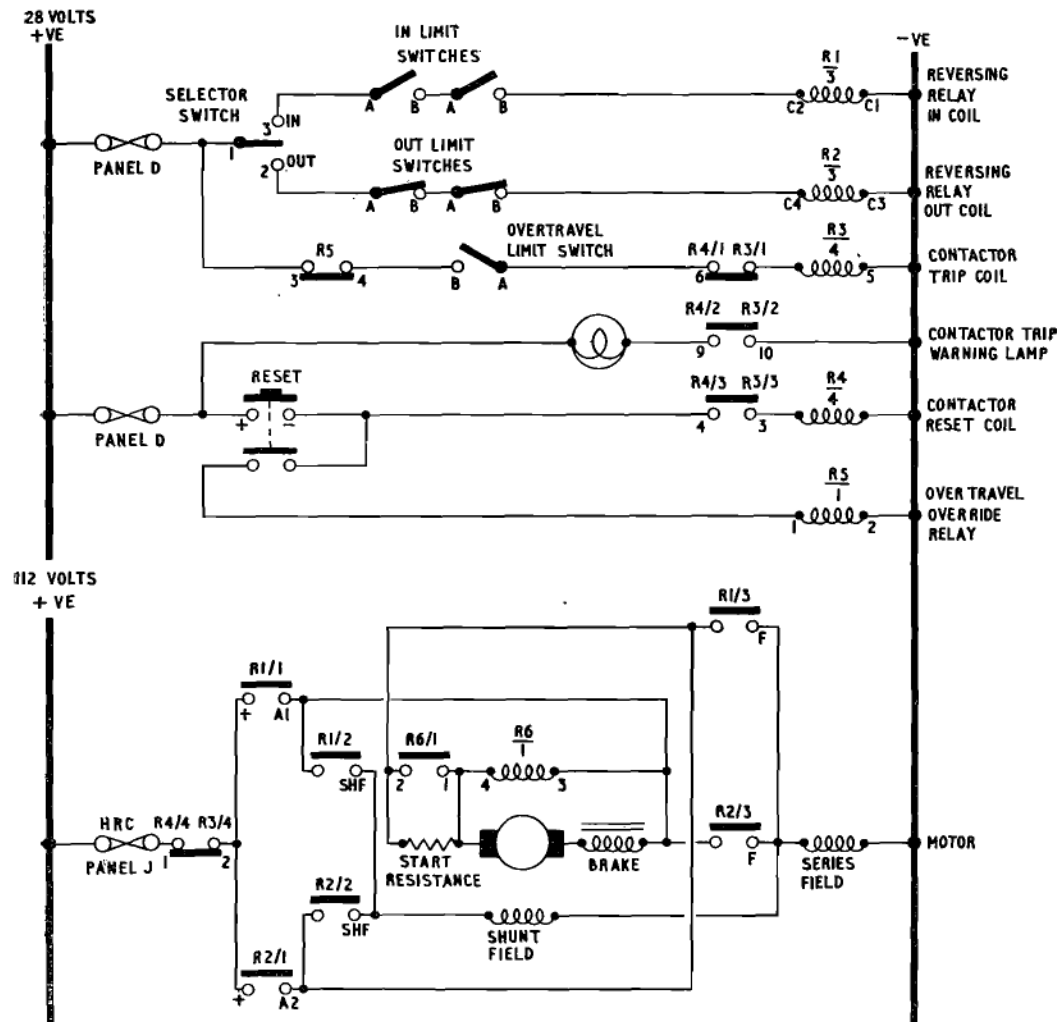 28 VOLTS
+VE
IN LIMIT
SWITCHES
−VE
R1
3
REVERSING
RELAY
IN COIL
A
B
A
B
C2
C1
SELECTOR
SWITCH
3
IN
1
PANEL D
2
OUT
OUT LIMIT
SWITCHES
R2
3
REVERSING
RELAY
OUT COIL
A
B
A
B
C4
C3
OVERTRAVEL
LIMIT SWITCH
R5
3
4
B
A
R4/1
R3/1
6
R3
4
5
CONTACTOR
TRIP COIL
R4/2
R3/2
9
10
CONTACTOR TRIP
WARNING LAMP
RESET
+
−
PANEL D
R4/3
R3/3
4
3
R4
4
CONTACTOR
RESET COIL
R5
1
1
2
OVER TRAVEL
OVERRIDE
RELAY
112 VOLTS
+ VE
R1/3
F
R1/1
+
A1
R1/2
SHF
R6/1
2
1
R6
1
4
3
HRC
PANEL J
R4/4
R3/4
1
2
START
RESISTANCE
BRAKE
R2/3
F
SERIES
FIELD
MOTOR
R2/2
SHF
SHUNT
FIELD
R2/1
+
A2